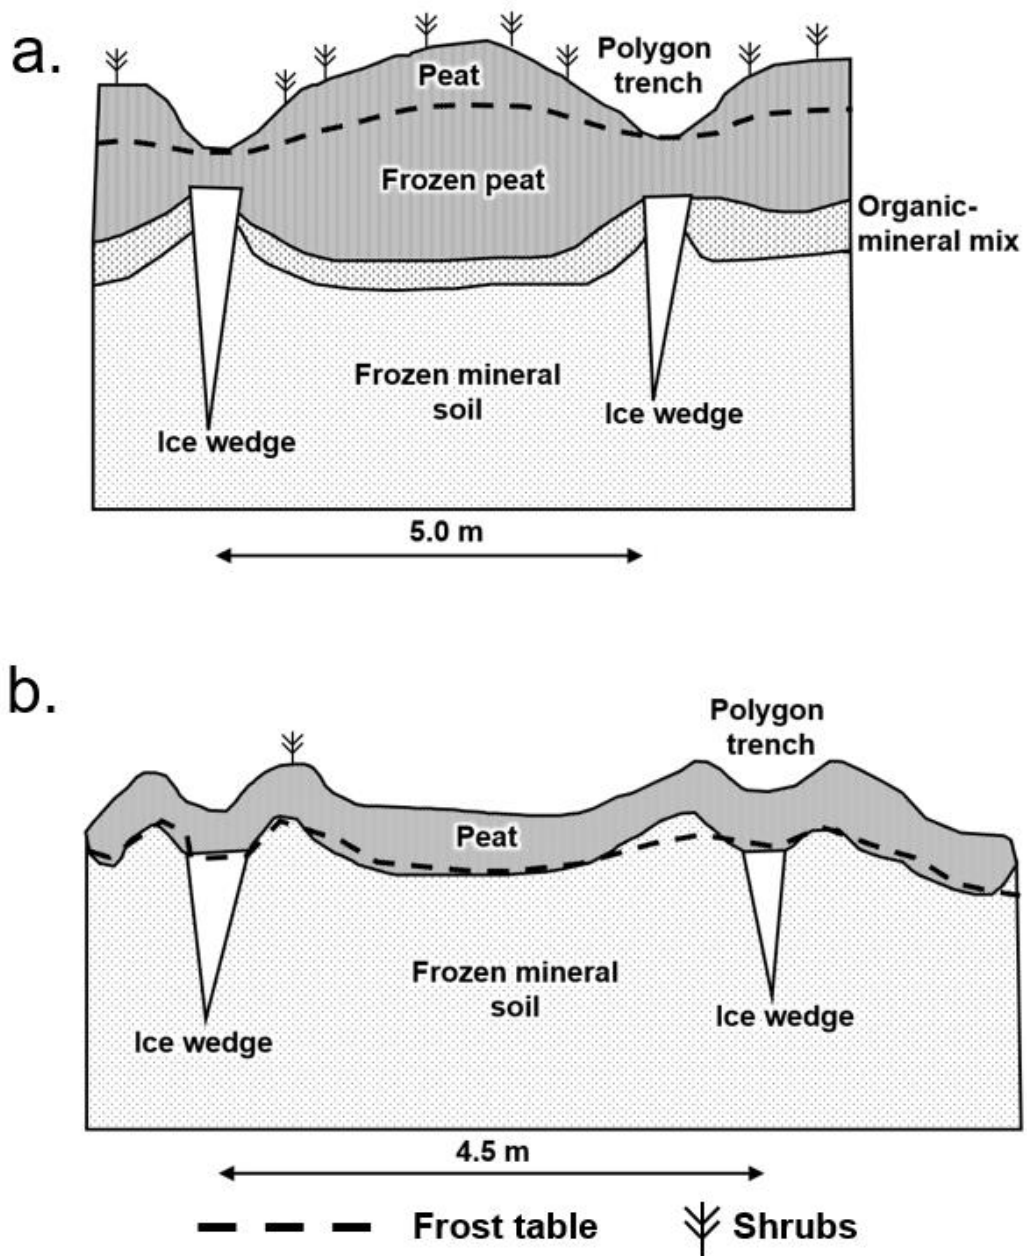 a.
Peat
Polygon
trench
Frozen peat
Organic-
mineral mix
Frozen mineral
soil
Ice wedge
Ice wedge
5.0 m
b.
Polygon
trench
Peat
Frozen mineral
soil
Ice wedge
Ice wedge
4.5 m
Frost table
Shrubs